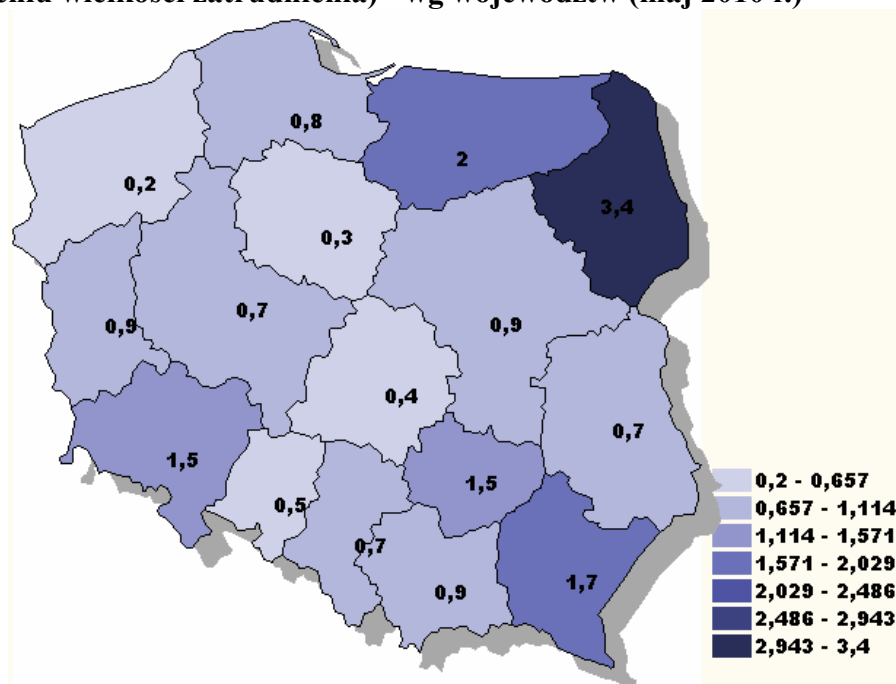 wielkości zatrudnienia) wg województw (maj 2010 r.)
0,8
2
0,2
3,4
0,3
0,7
0,9
0,9
0,4
0,7
1,5
1,5
0,5
0,7
0,9
1,7
0,2 - 0,657
0,657 - 1,114
1,114 - 1,571
1,571 - 2,029
2,029 - 2,486
2,486 - 2,943
2,943 - 3,4